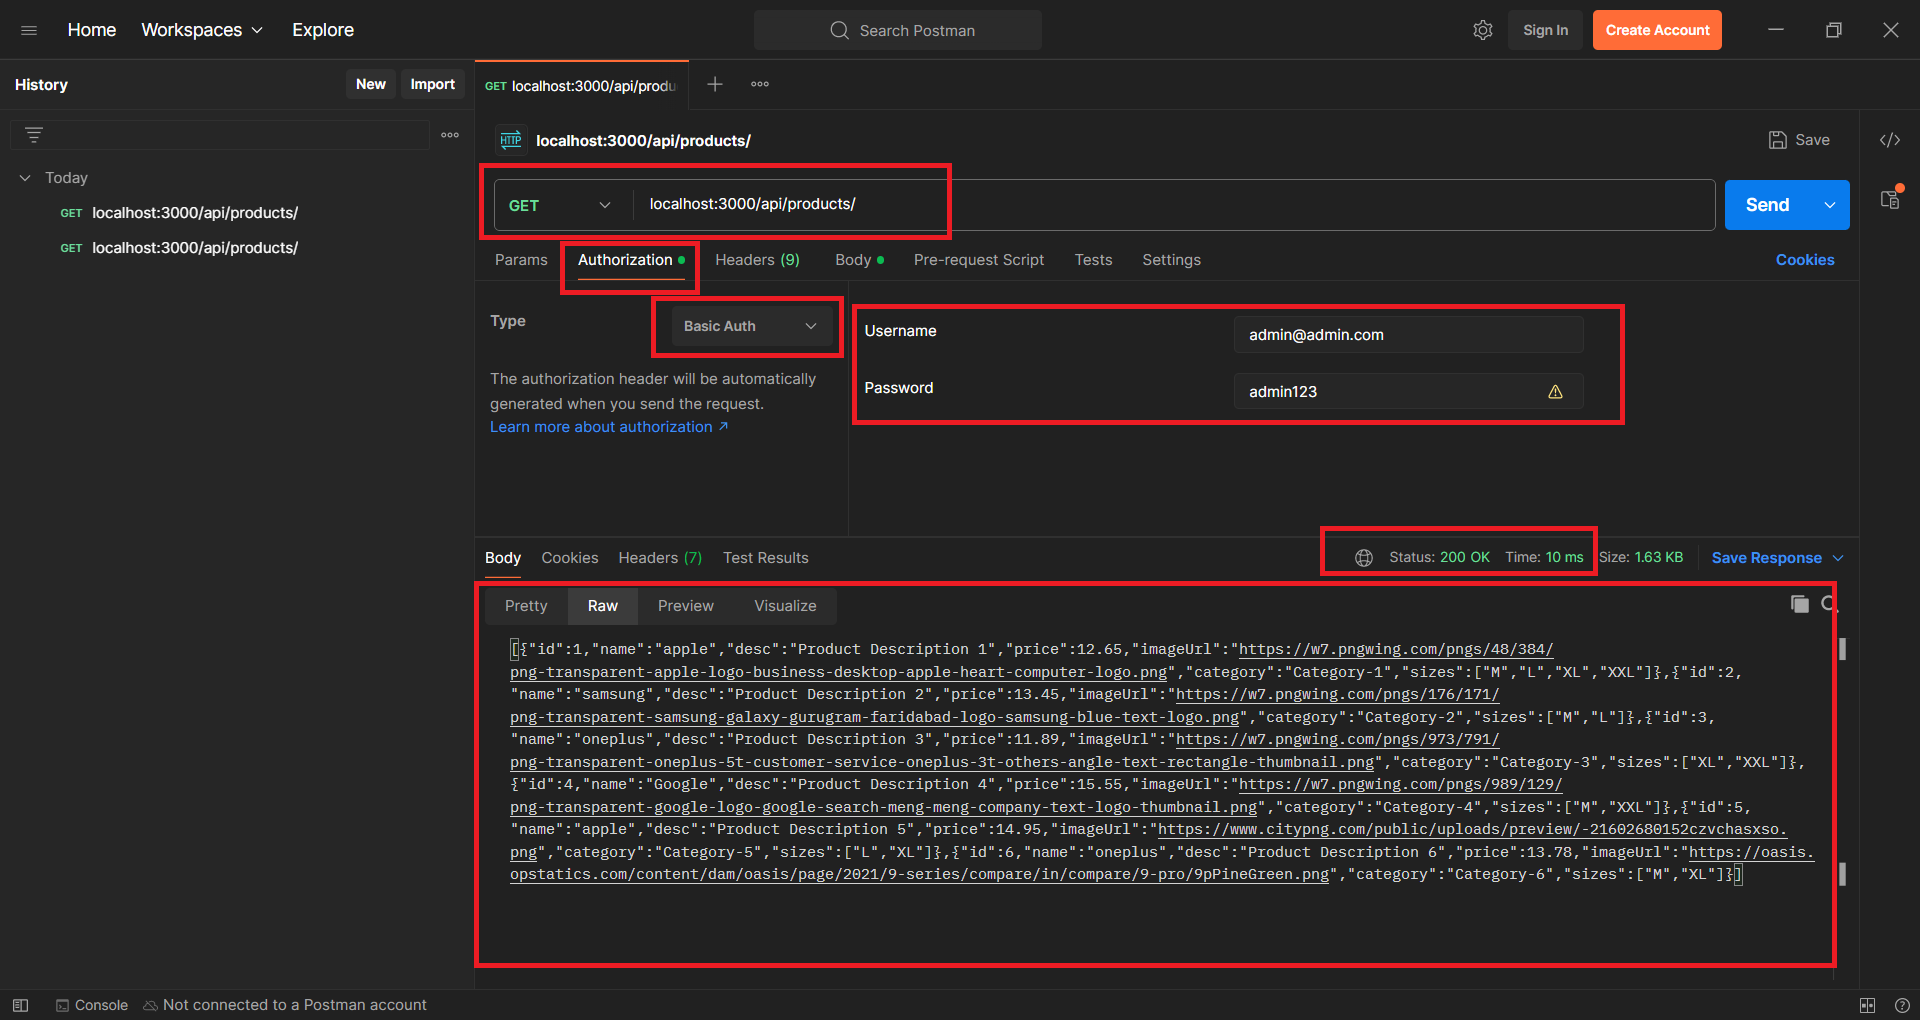 Home Workspaces Explore Search Postman Sign In Create Account
History New Import
GET localhost:3000/api/produ
HTTP localhost:3000/api/products/ Save
Today
GET localhost:3000/api/products/
GET localhost:3000/api/products/
GET localhost:3000/api/products/ Send
Params Authorization Headers (9) Body Pre-request Script Tests Settings Cookies
Type Basic Auth
The authorization header will be automatically
generated when you send the request.
Learn more about authorization
Username admin@admin.com
Password admin123
Body Cookies Headers (7) Test Results Status: 200 OK Time: 10 ms Size: 1.63 KB Save Response
Pretty Raw Preview Visualize
[{"id":1,"name":"apple","desc":"Product Description 1","price":12.65,"imageUrl":"https://w7.pngwing.com/pngs/48/384/
png-transparent-apple-logo-business-desktop-apple-heart-computer-logo.png","category":"Category-1","sizes":["M","L","XL","XXL"]},{"id":2,
"name":"samsung","desc":"Product Description 2","price":13.45,"imageUrl":"https://w7.pngwing.com/pngs/176/171/
png-transparent-samsung-galaxy-gurugram-faridabad-logo-samsung-blue-text-logo.png","category":"Category-2","sizes":["M","L"]},{"id":3,
"name":"oneplus","desc":"Product Description 3","price":11.89,"imageUrl":"https://w7.pngwing.com/pngs/973/791/
png-transparent-oneplus-5t-customer-service-oneplus-3t-others-angle-text-rectangle-thumbnail.png","category":"Category-3","sizes":["XL","XXL"]},
{"id":4,"name":"Google","desc":"Product Description 4","price":15.55,"imageUrl":"https://w7.pngwing.com/pngs/989/129/
png-transparent-google-logo-google-search-meng-meng-company-text-logo-thumbnail.png","category":"Category-4","sizes":["M","XXL"]},{"id":5,
"name":"apple","desc":"Product Description 5","price":14.95,"imageUrl":"https://www.citypng.com/public/uploads/preview/-21602680152czvchasxso.
png","category":"Category-5","sizes":["L","XL"]},{"id":6,"name":"oneplus","desc":"Product Description 6","price":13.78,"imageUrl":"https://oasis.
opstatics.com/content/dam/oasis/page/2021/9-series/compare/in/compare/9-pro/9pPineGreen.png","category":"Category-6","sizes":["M","XL"]}]
Console Not connected to a Postman account